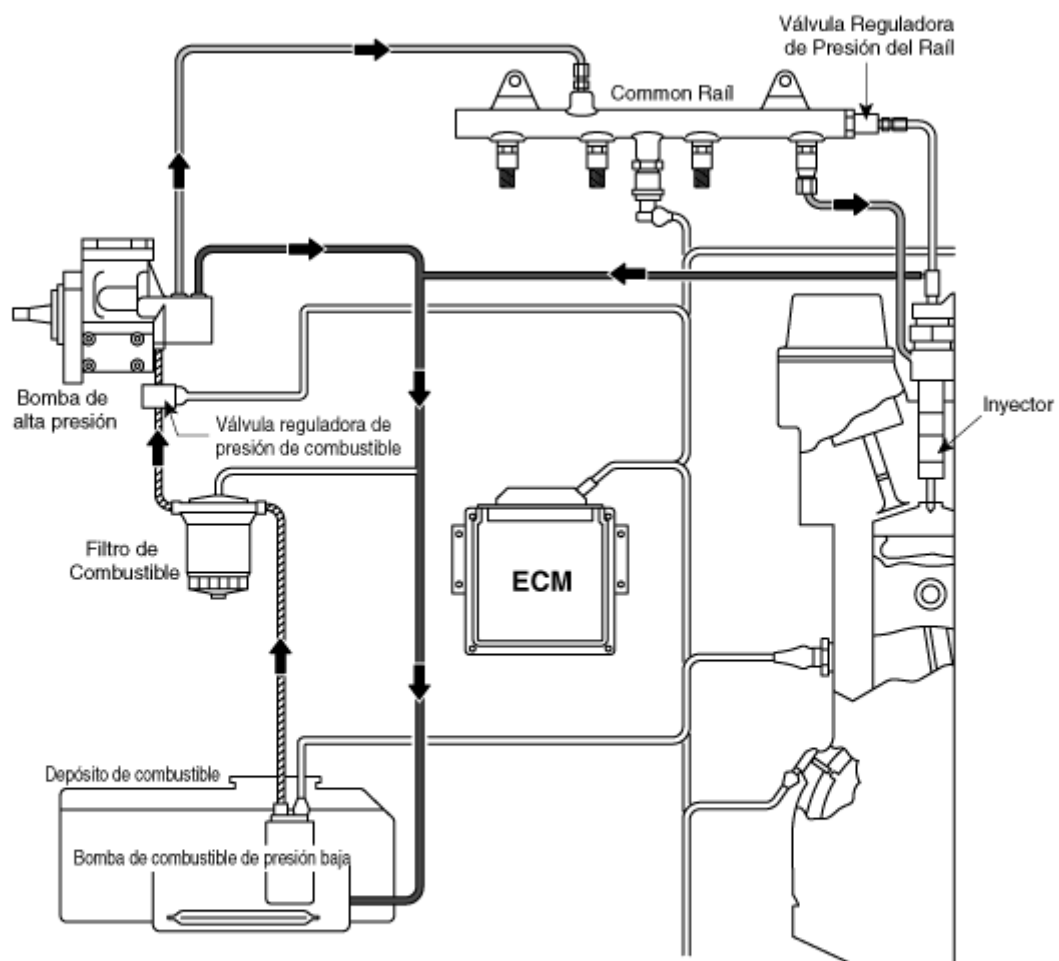 Válvula Reguladora
de Presión del Raíl
Common Raíl
Bomba de
alta presión
Válvula reguladora de
presión de combustible
Inyector
Filtro de
Combustible
ECM
Depósito de combustible
Bomba de combustible de presión baja